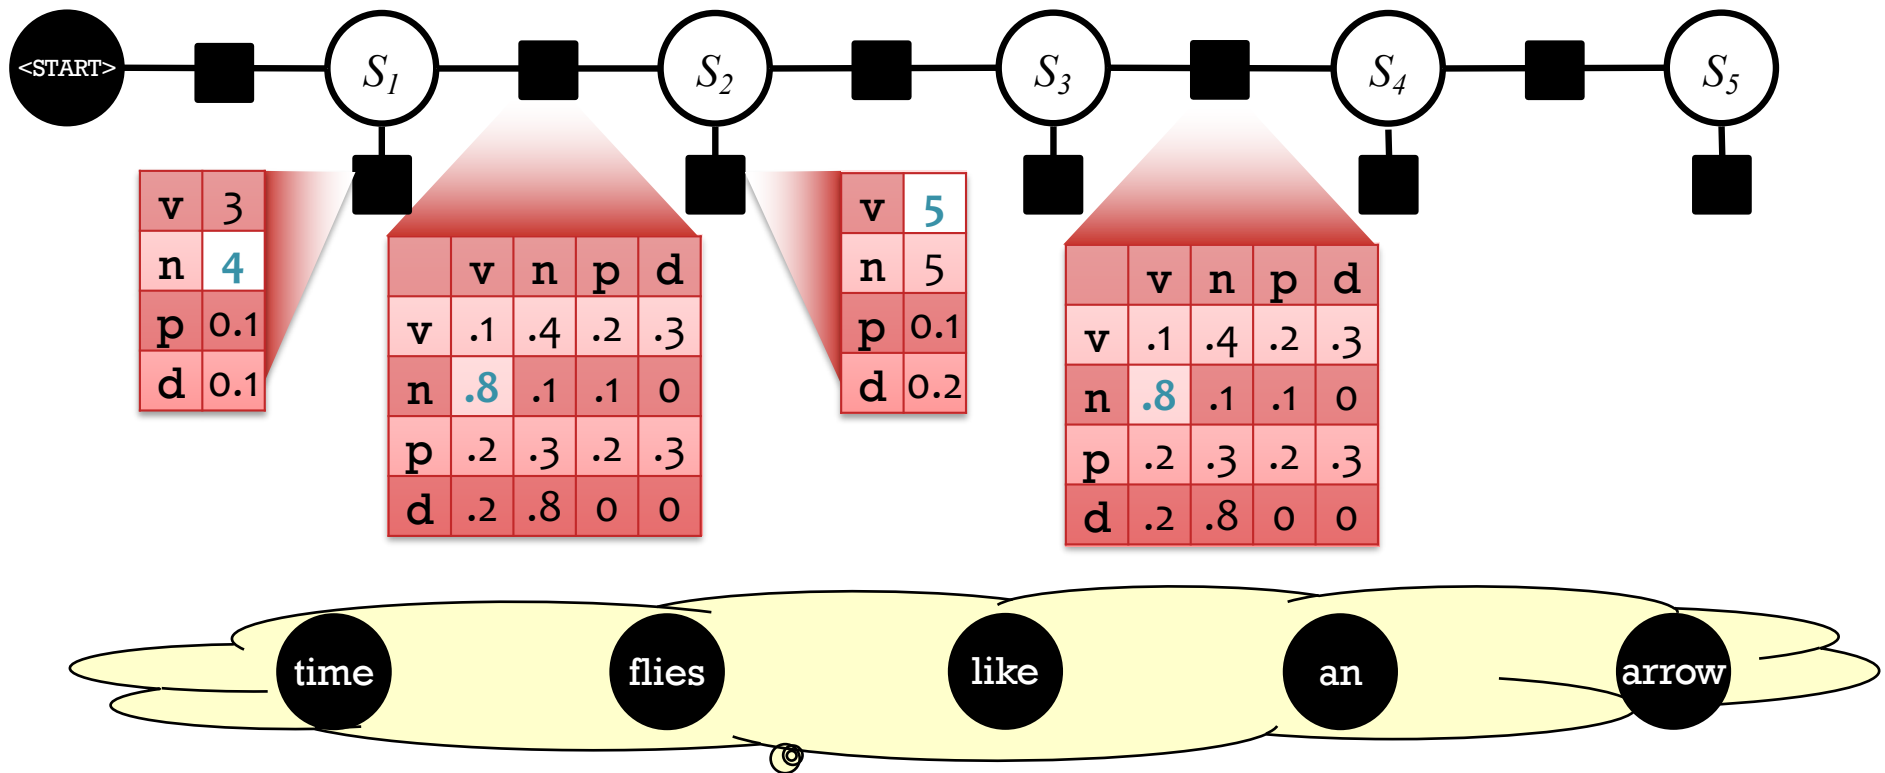 <START> S1 S2 S3 S4 S5
v 3
n 4
p 0.1
d 0.1
v n p d
v .1 .4 .2 .3
n .8 .1 .1 0
p .2 .3 .2 .3
d .2 .8 0 0
v 5
n 5
p 0.1
d 0.2
v n p d
v .1 .4 .2 .3
n .8 .1 .1 0
p .2 .3 .2 .3
d .2 .8 0 0
time flies like an arrow